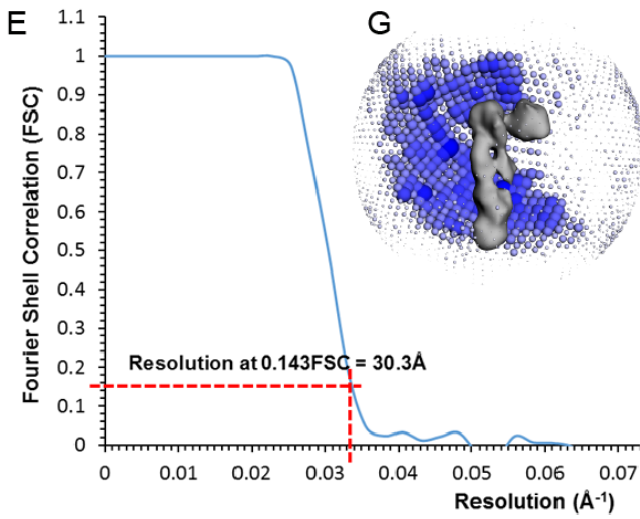 E
G
Fourier Shell Correlation (FSC)
1.1
1
0.9
0.8
0.7
0.6
0.5
0.4
0.3
0.2
0.1
0
Resolution at 0.143FSC = 30.3Å
0 0.01 0.02 0.03 0.04 0.05 0.06 0.07
Resolution (Å⁻¹)